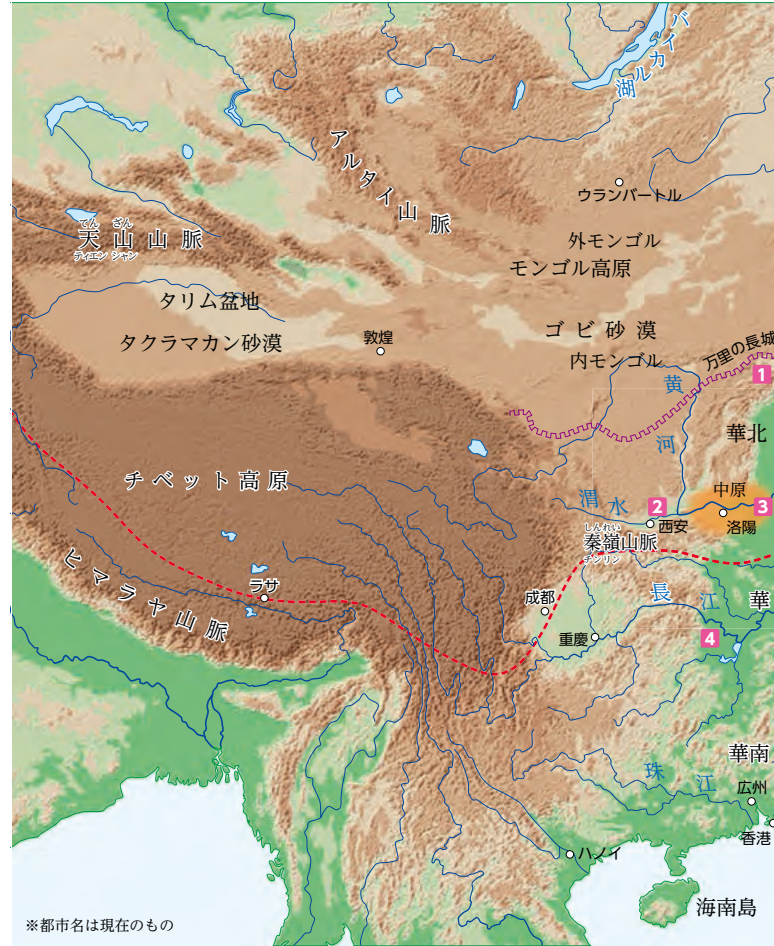 バイカル湖
アルタイ山脈
ウランバートル
てん ざん
天山山脈
ティエン シャン
外モンゴル
モンゴル高原
タリム盆地
タクラマカン砂漠
敦煌
ゴビ砂漠
内モンゴル
万里の長城
1
黄河
華北
チベット高原
中原
渭水
2
3
西安
洛陽
しんれい
秦嶺山脈
チンリン
ヒマラヤ山脈
ラサ
成都
長江
華
重慶
4
華南
珠江
広州
香港
ハノイ
海南島
※都市名は現在のもの